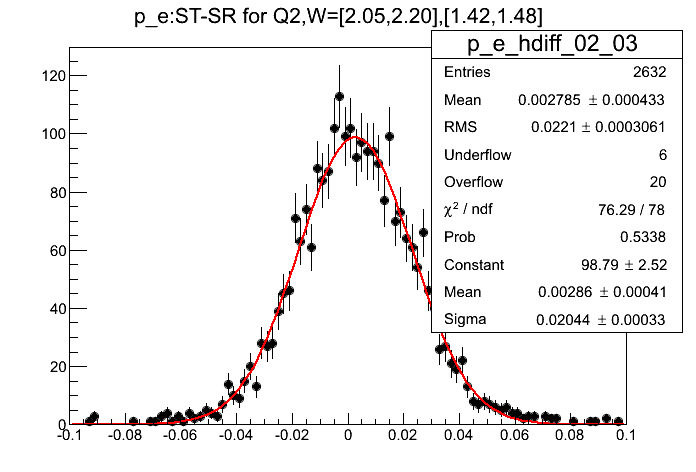 p_e:ST-SR for Q2,W=[2.05,2.20],[1.42,1.48]
p_e_hdiff_02_03
Entries 2632
Mean 0.002785 ± 0.000433
RMS 0.0221 ± 0.0003061
Underflow 6
Overflow 20
χ² / ndf 76.29 / 78
Prob 0.5338
Constant 98.79 ± 2.52
Mean 0.00286 ± 0.00041
Sigma 0.02044 ± 0.00033
120
100
80
60
40
20
0
-0.1 -0.08 -0.06 -0.04 -0.02 0 0.02 0.04 0.06 0.08 0.1